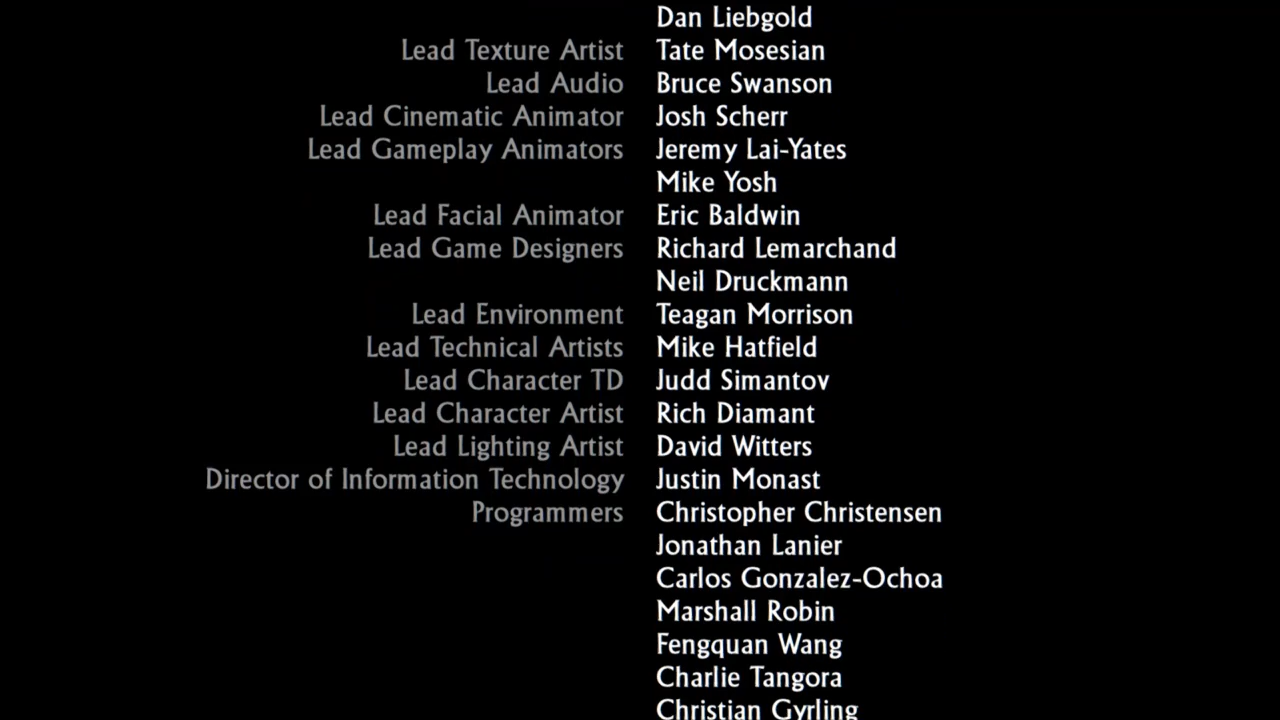 Dan Liebgold
Lead Texture Artist Tate Mosesian
Lead Audio Bruce Swanson
Lead Cinematic Animator Josh Scherr
Lead Gameplay Animators Jeremy Lai-Yates
Mike Yosh
Lead Facial Animator Eric Baldwin
Lead Game Designers Richard Lemarchand
Neil Druckmann
Lead Environment Teagan Morrison
Lead Technical Artists Mike Hatfield
Lead Character TD Judd Simantov
Lead Character Artist Rich Diamant
Lead Lighting Artist David Witters
Director of Information Technology Justin Monast
Programmers Christopher Christensen
Jonathan Lanier
Carlos Gonzalez-Ochoa
Marshall Robin
Fengquan Wang
Charlie Tangora
Christian Gyrling